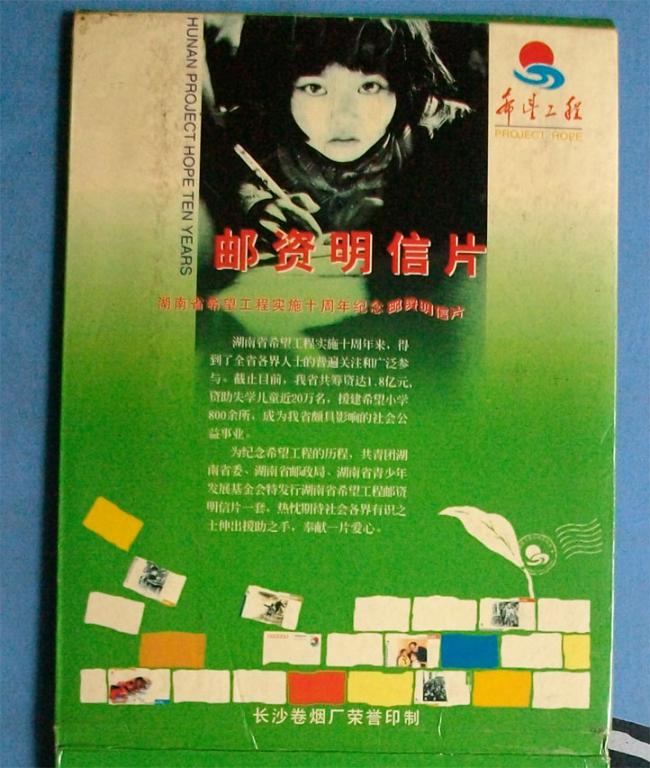 HUNAN PROJECT HOPE TEN YEARS
希望工程
PROJECT HOPE
邮资明信片
湖南省希望工程实施十周年纪念邮资明信片
湖南省希望工程实施十周年来，得
到了全省各界人士的普遍关注和广泛参
与。截止目前，我省共筹资达1.8亿元，
资助失学儿童近20万名，援建希望小学
800余所，成为我省颇具影响的社会公
益事业。
为纪念希望工程的历程，共青团湖
南省委、湖南省邮政局、湖南省青少年
发展基金会特发行湖南省希望工程邮资
明信片一套，热忱期待社会各界有识之
士伸出援助之手，奉献一片爱心。
长沙卷烟厂荣誉印制